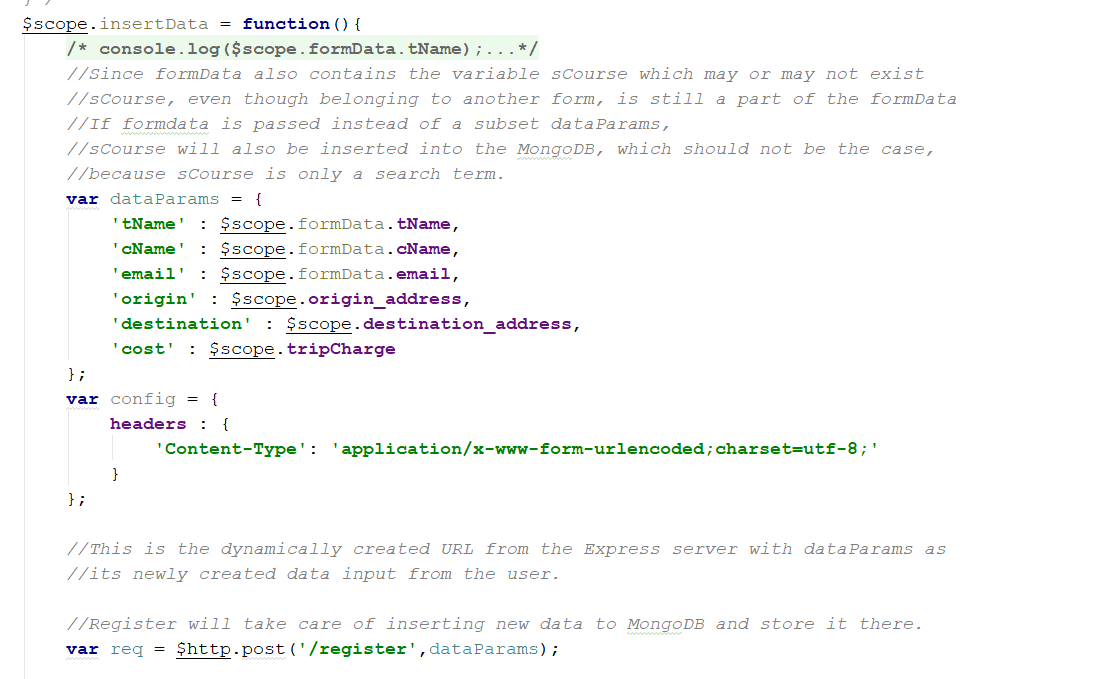 $scope.insertData = function(){
/* console.log($scope.formData.tName);...*/
//Since formData also contains the variable sCourse which may or may not exist
//sCourse, even though belonging to another form, is still a part of the formData
//If formdata is passed instead of a subset dataParams,
//sCourse will also be inserted into the MongoDB, which should not be the case,
//because sCourse is only a search term.
var dataParams = {
'tName' : $scope.formData.tName,
'cName' : $scope.formData.cName,
'email' : $scope.formData.email,
'origin' : $scope.origin_address,
'destination' : $scope.destination_address,
'cost' : $scope.tripCharge
};
var config = {
headers : {
'Content-Type': 'application/x-www-form-urlencoded;charset=utf-8;'
}
};
//This is the dynamically created URL from the Express server with dataParams as
//its newly created data input from the user.
//Register will take care of inserting new data to MongoDB and store it there.
var req = $http.post('/register',dataParams);